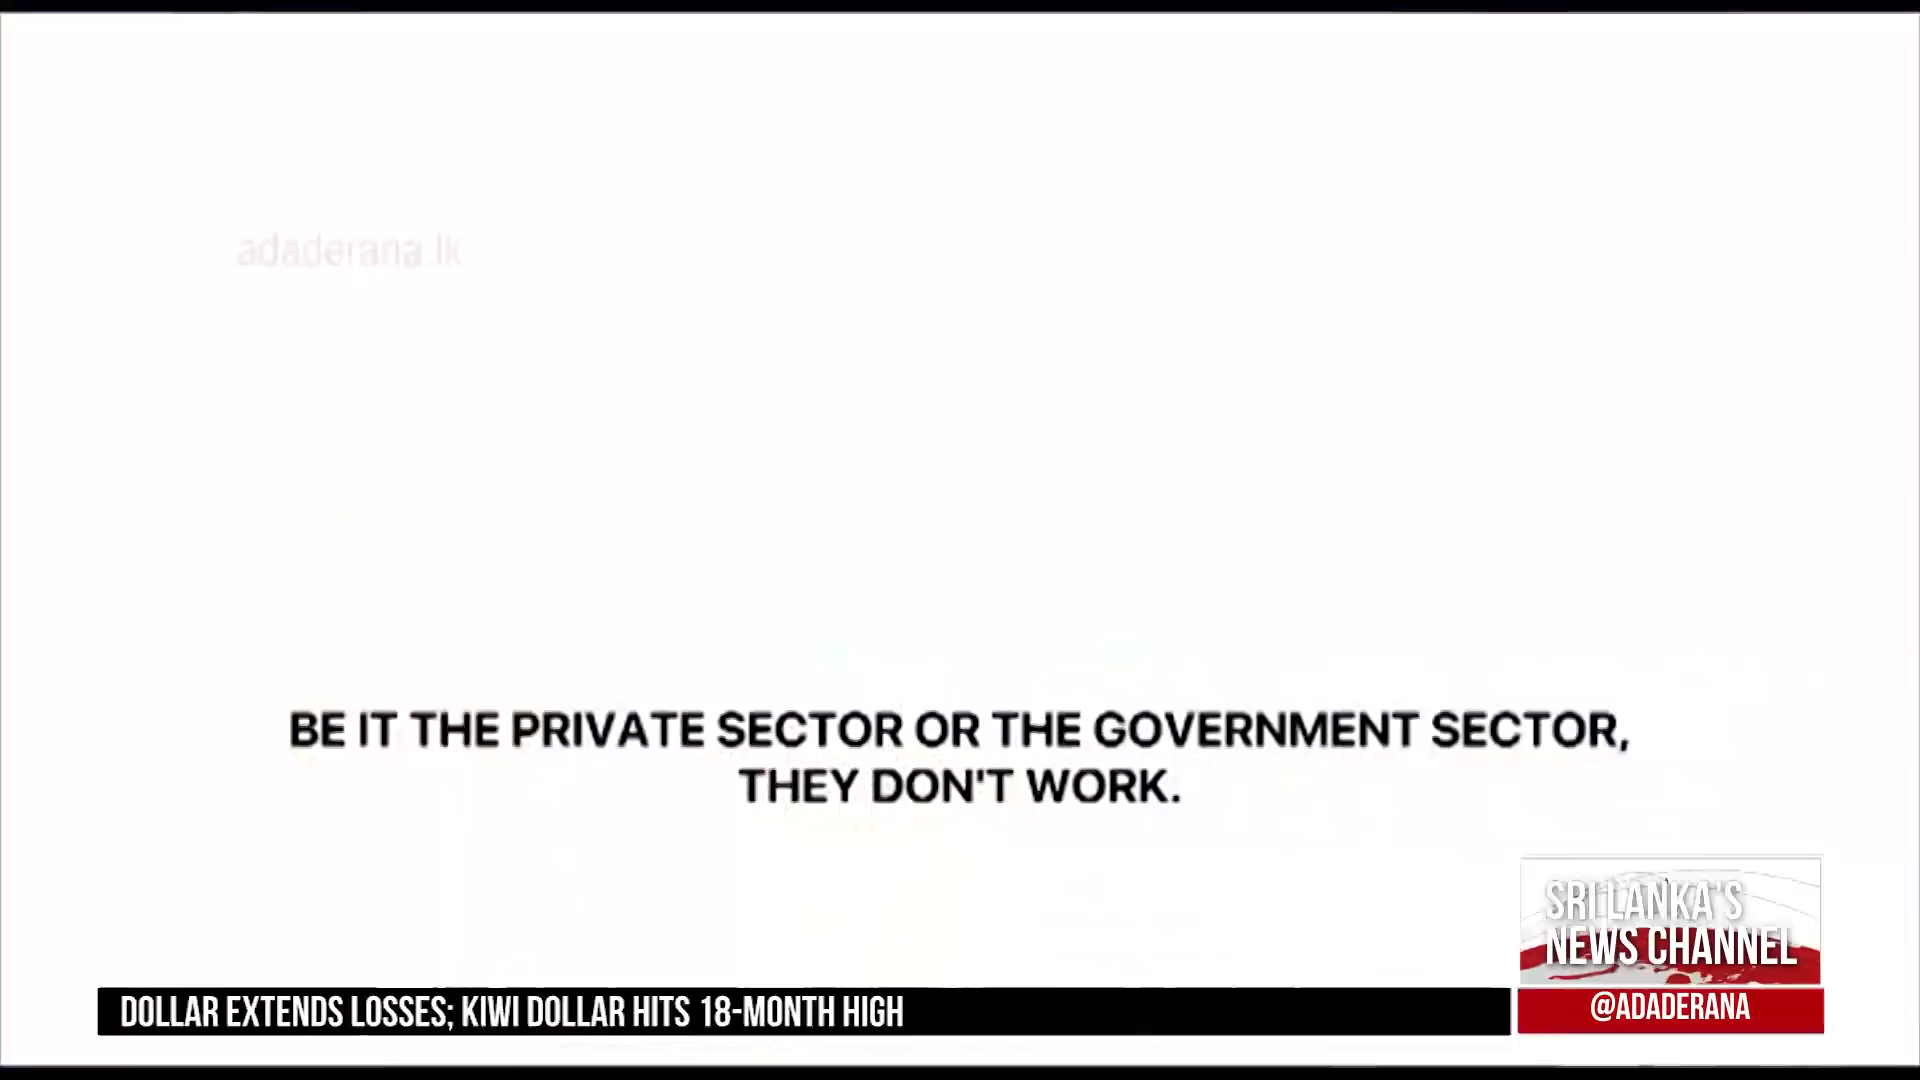 adaderana.lk
BE IT THE PRIVATE SECTOR OR THE GOVERNMENT SECTOR,
THEY DON'T WORK.
SRI LANKA'S
NEWS CHANNEL
DOLLAR EXTENDS LOSSES; KIWI DOLLAR HITS 18-MONTH HIGH
@ADADERANA